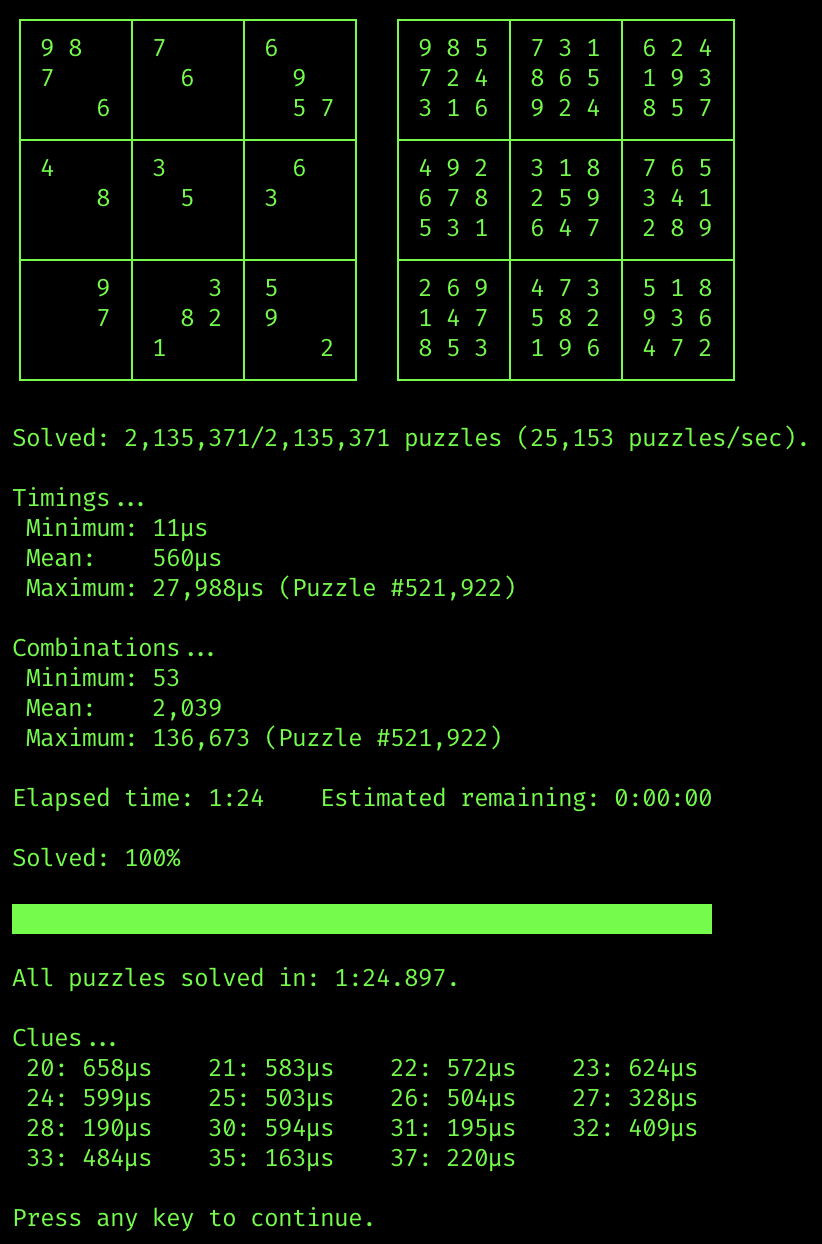 9 8 7 6 9 8 5 7 3 1 6 2 4
7 6 9 7 2 4 8 6 5 1 9 3
6 5 7 3 1 6 9 2 4 8 5 7
4 3 6 4 9 2 3 1 8 7 6 5
8 5 3 6 7 8 2 5 9 3 4 1
5 3 1 6 4 7 2 8 9
9 3 5 2 6 9 4 7 3 5 1 8
7 8 2 9 1 4 7 5 8 2 9 3 6
1 2 8 5 3 1 9 6 4 7 2
Solved: 2,135,371/2,135,371 puzzles (25,153 puzzles/sec).
Timings...
Minimum: 11µs
Mean: 560µs
Maximum: 27,988µs (Puzzle #521,922)
Combinations...
Minimum: 53
Mean: 2,039
Maximum: 136,673 (Puzzle #521,922)
Elapsed time: 1:24 Estimated remaining: 0:00:00
Solved: 100%
All puzzles solved in: 1:24.897.
Clues...
20: 658µs 21: 583µs 22: 572µs 23: 624µs
24: 599µs 25: 503µs 26: 504µs 27: 328µs
28: 190µs 30: 594µs 31: 195µs 32: 409µs
33: 484µs 35: 163µs 37: 220µs
Press any key to continue.